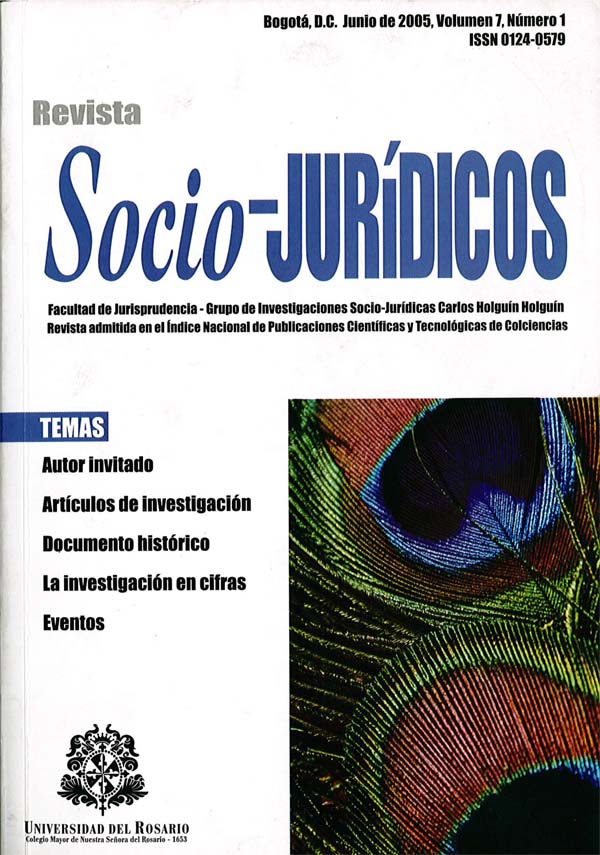 Bogotá, D.C. Junio de 2005, Volumen 7, Número 1
ISSN 0124-0579
Revista
Socio-JURÍDICOS
Facultad de Jurisprudencia - Grupo de Investigaciones Socio-Jurídicas Carlos Holguín Holguín
Revista admitida en el Índice Nacional de Publicaciones Científicas y Tecnológicas de Colciencias
TEMAS
Autor invitado
Artículos de investigación
Documento histórico
La investigación en cifras
Eventos
UNIVERSIDAD DEL ROSARIO
Colegio Mayor de Nuestra Señora del Rosario - 1653